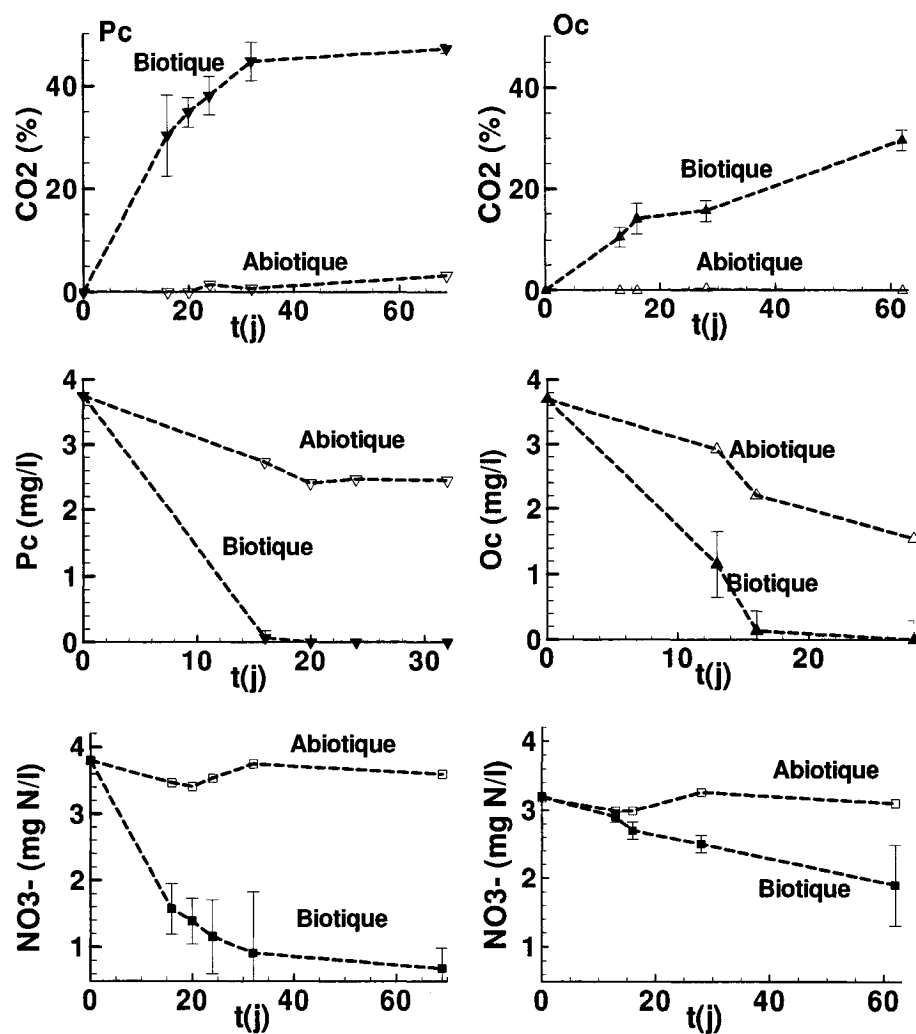 Pc
CO2 (%)
40
20
0
Biotique
Abiotique
0 20 40 60
t(j)
Oc
CO2 (%)
40
20
0
Biotique
Abiotique
0 20 40 60
t(j)
Pc (mg/l)
4
3
2
1
0
Abiotique
Biotique
0 10 20 30
t(j)
Oc (mg/l)
4
3
2
1
0
Abiotique
Biotique
0 10 20
t(j)
NO3- (mg N/l)
4
3
2
1
Abiotique
Biotique
0 20 40 60
t(j)
NO3- (mg N/l)
4
3
2
1
Abiotique
Biotique
0 20 40 60
t(j)